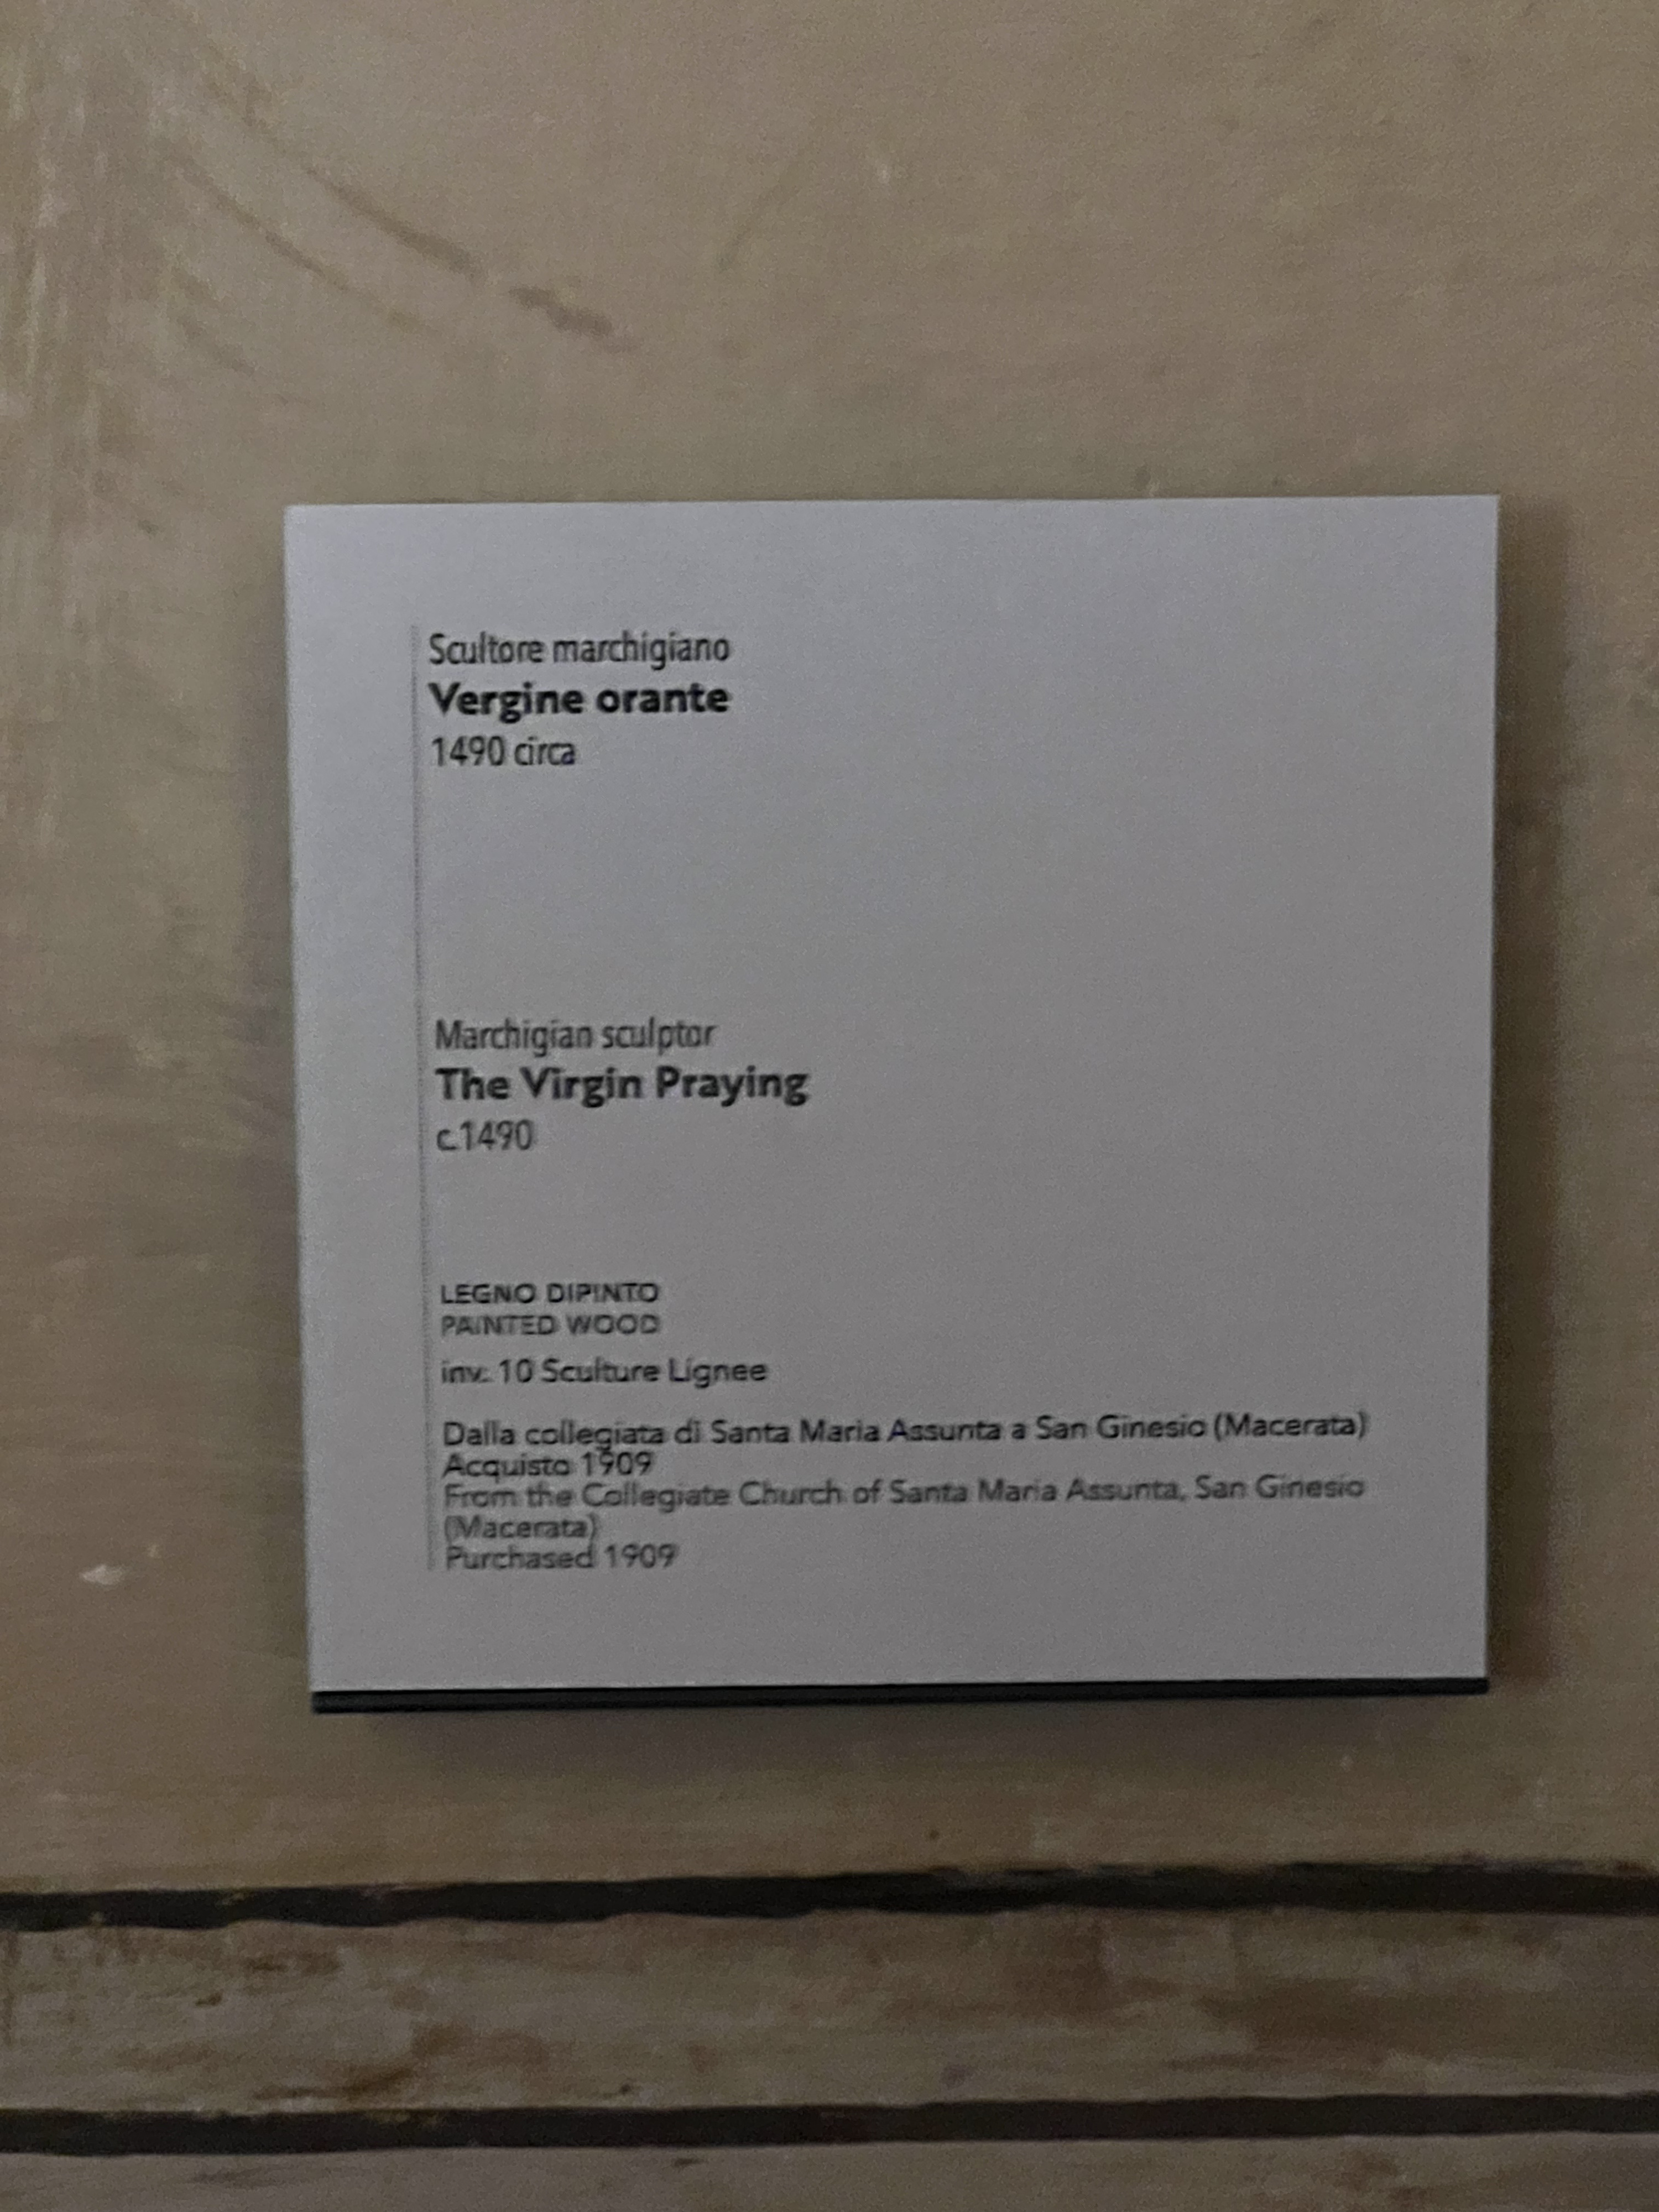 Scultore marchigiano
Vergine orante
1490 circa
Marchigian sculptor
The Virgin Praying
c.1490
LEGNO DIPINTO
PAINTED WOOD
inv. 10 Sculture Lignee
Dalla collegiata di Santa Maria Assunta a San Ginesio (Macerata)
Acquisto 1909
From the Collegiate Church of Santa Maria Assunta, San Ginesio
(Macerata)
Purchased 1909